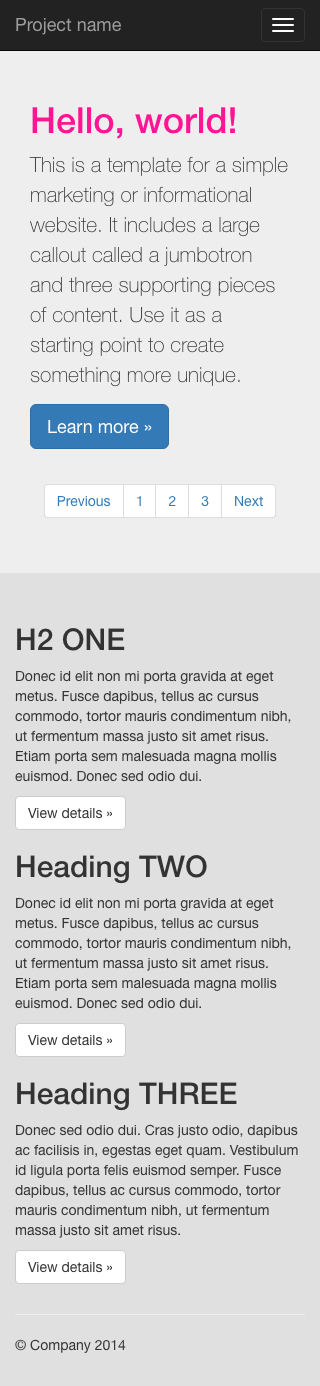 Project name
Hello, world!
This is a template for a simple
marketing or informational
website. It includes a large
callout called a jumbotron
and three supporting pieces
of content. Use it as a
starting point to create
something more unique.
Learn more »
Previous 1 2 3 Next
H2 ONE
Donec id elit non mi porta gravida at eget
metus. Fusce dapibus, tellus ac cursus
commodo, tortor mauris condimentum nibh,
ut fermentum massa justo sit amet risus.
Etiam porta sem malesuada magna mollis
euismod. Donec sed odio dui.
View details »
Heading TWO
Donec id elit non mi porta gravida at eget
metus. Fusce dapibus, tellus ac cursus
commodo, tortor mauris condimentum nibh,
ut fermentum massa justo sit amet risus.
Etiam porta sem malesuada magna mollis
euismod. Donec sed odio dui.
View details »
Heading THREE
Donec sed odio dui. Cras justo odio, dapibus
ac facilisis in, egestas eget quam. Vestibulum
id ligula porta felis euismod semper. Fusce
dapibus, tellus ac cursus commodo, tortor
mauris condimentum nibh, ut fermentum
massa justo sit amet risus.
View details »
© Company 2014